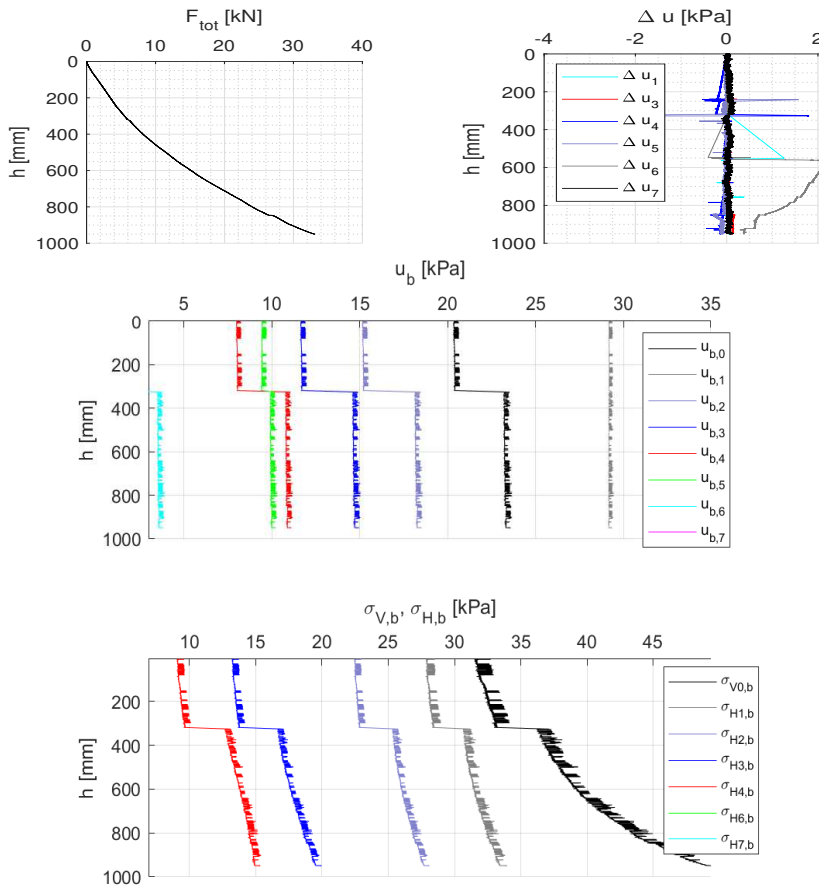 F_tot [kN]
0 10 20 30 40
0
200
400
600
800
1000
h [mm]
Δ u [kPa]
-4 -2 0 2
0
200
400
600
800
1000
h [mm]
Δ u_1
Δ u_3
Δ u_4
Δ u_5
Δ u_6
Δ u_7
u_b [kPa]
5 10 15 20 25 30 35
0
200
400
600
800
1000
h [mm]
u_b,0
u_b,1
u_b,2
u_b,3
u_b,4
u_b,5
u_b,6
u_b,7
σ_V,b, σ_H,b [kPa]
10 15 20 25 30 35 40 45
200
400
600
800
1000
h [mm]
σ_V0,b
σ_H1,b
σ_H2,b
σ_H3,b
σ_H4,b
σ_H6,b
σ_H7,b